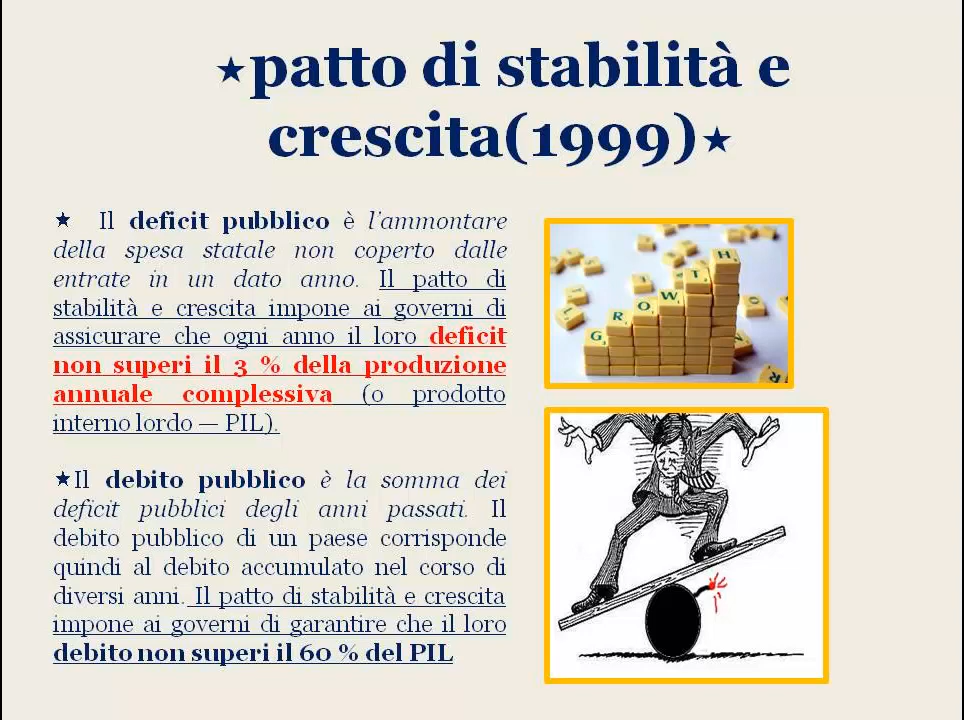 ★patto di stabilità e
crescita(1999)★
★ Il deficit pubblico è l'ammontare
della spesa statale non coperto dalle
entrate in un dato anno. Il patto di
stabilità e crescita impone ai governi di
assicurare che ogni anno il loro deficit
non superi il 3 % della produzione
annuale complessiva (o prodotto
interno lordo — PIL).
★Il debito pubblico è la somma dei
deficit pubblici degli anni passati. Il
debito pubblico di un paese corrisponde
quindi al debito accumulato nel corso di
diversi anni. Il patto di stabilità e crescita
impone ai governi di garantire che il loro
debito non superi il 60 % del PIL
GROWTH